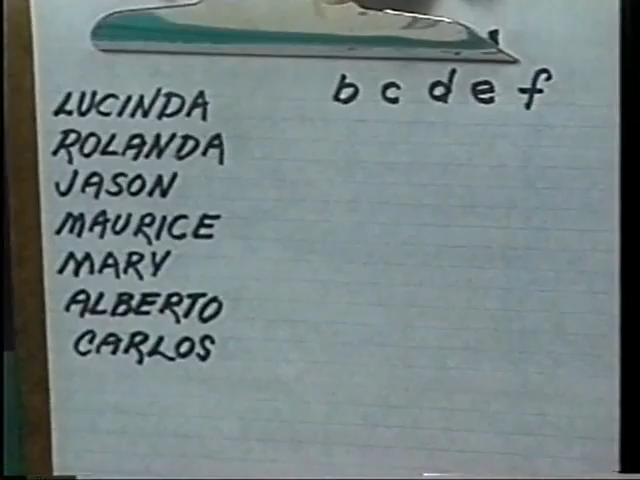 b c d e f
LUCINDA
ROLANDA
JASON
MAURICE
MARY
ALBERTO
CARLOS